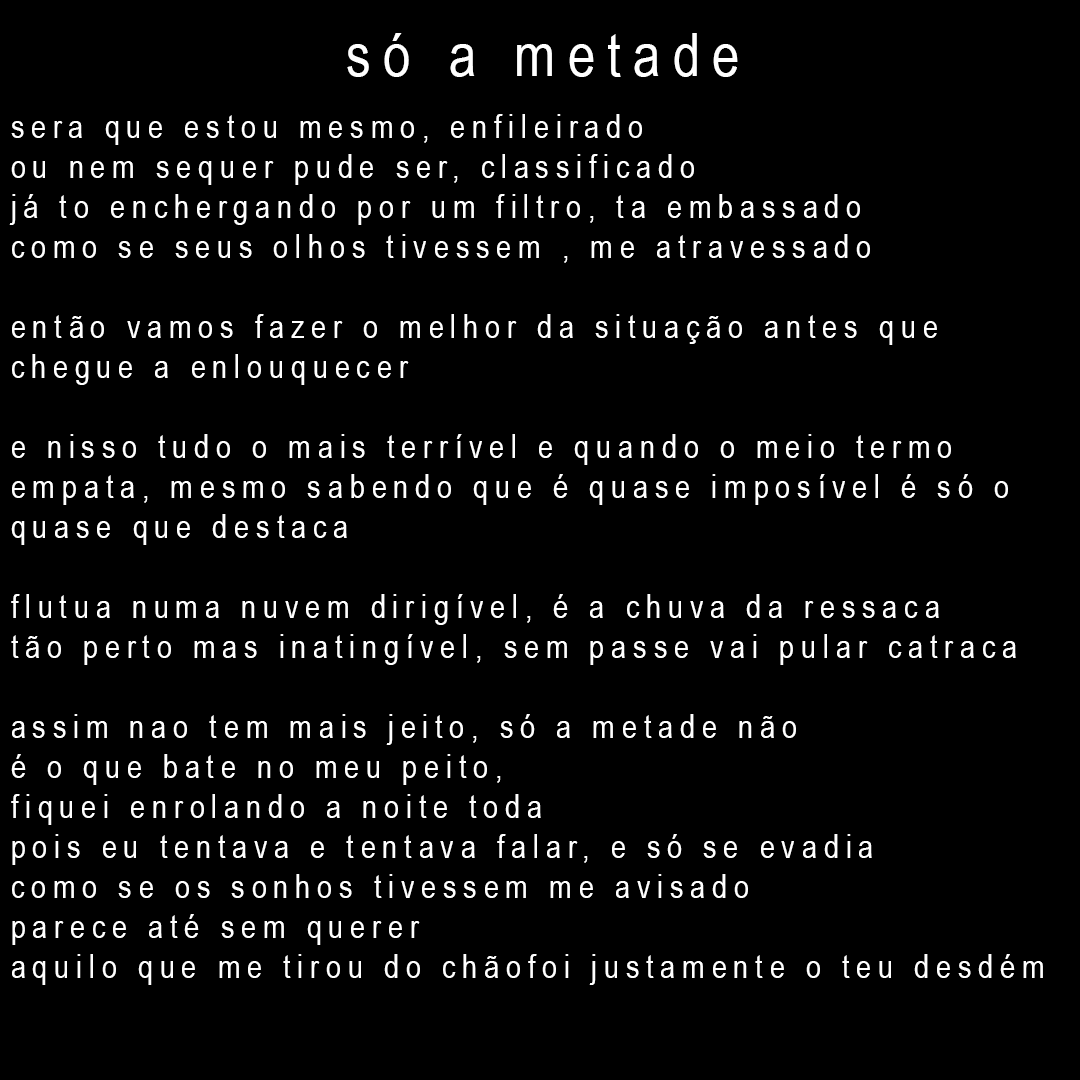 só a metade
sera que estou mesmo, enfileirado
ou nem sequer pude ser, classificado
já to enchergando por um filtro, ta embassado
como se seus olhos tivessem , me atravessado
então vamos fazer o melhor da situação antes que
chegue a enlouquecer
e nisso tudo o mais terrível e quando o meio termo
empata, mesmo sabendo que é quase imposível é só o
quase que destaca
flutua numa nuvem dirigível, é a chuva da ressaca
tão perto mas inatingível, sem passe vai pular catraca
assim nao tem mais jeito, só a metade não
é o que bate no meu peito,
fiquei enrolando a noite toda
pois eu tentava e tentava falar, e só se evadia
como se os sonhos tivessem me avisado
parece até sem querer
aquilo que me tirou do chãofoi justamente o teu desdém